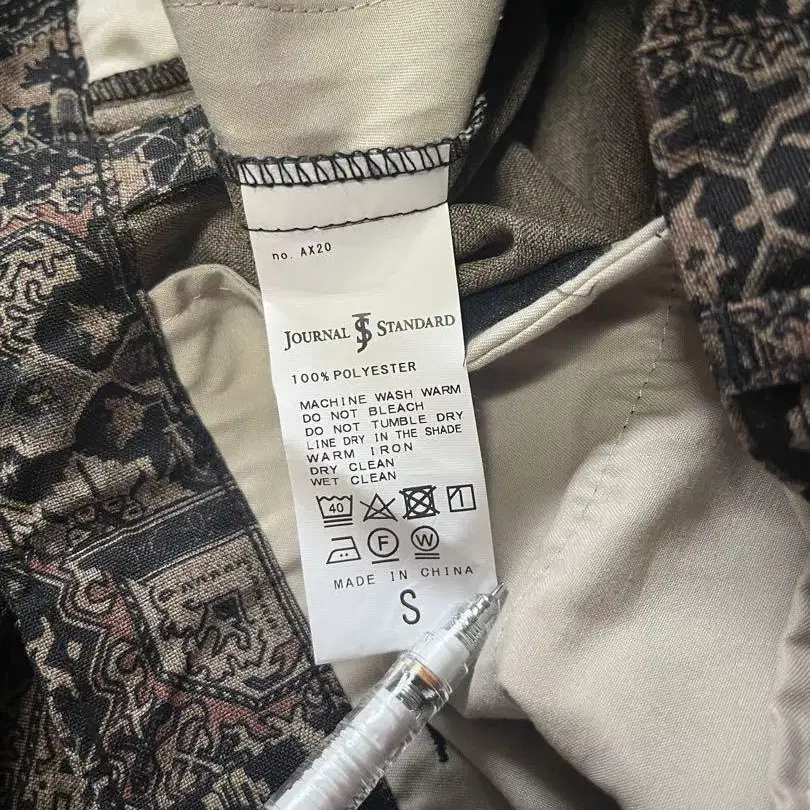 no. AX20
JOURNAL JS STANDARD
100% POLYESTER
MACHINE WASH WARM
DO NOT BLEACH
DO NOT TUMBLE DRY
LINE DRY IN THE SHADE
WARM IRON
DRY CLEAN
WET CLEAN
40
F W
MADE IN CHINA
S